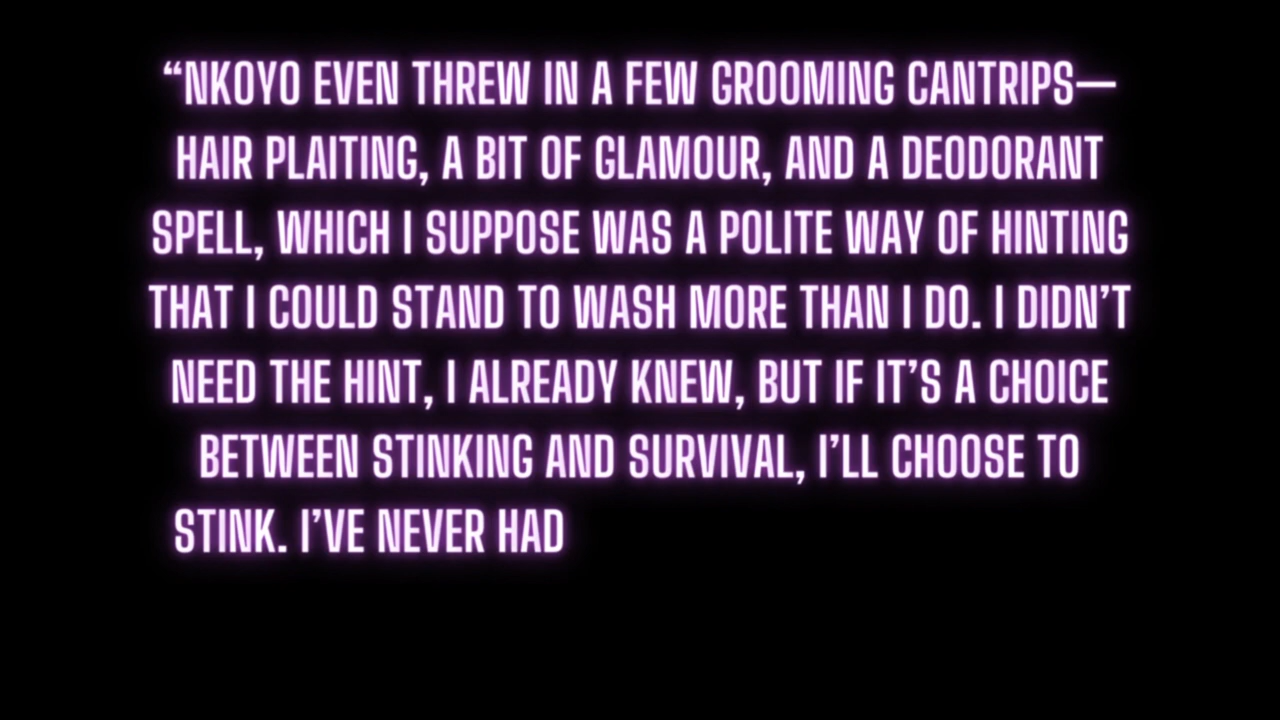 “NKOYO EVEN THREW IN A FEW GROOMING CANTRIPS—
HAIR PLAITING, A BIT OF GLAMOUR, AND A DEODORANT
SPELL, WHICH I SUPPOSE WAS A POLITE WAY OF HINTING
THAT I COULD STAND TO WASH MORE THAN I DO. I DIDN’T
NEED THE HINT, I ALREADY KNEW, BUT IF IT’S A CHOICE
BETWEEN STINKING AND SURVIVAL, I’LL CHOOSE TO
STINK. I’VE NEVER HAD